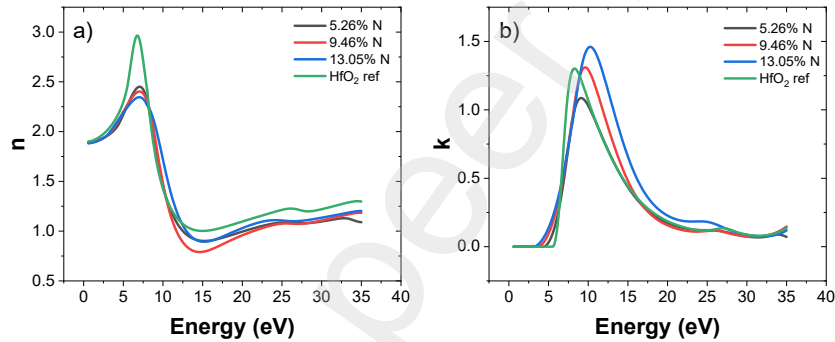 a)
5.26% N
9.46% N
13.05% N
HfO₂ ref
3.0
2.5
2.0
1.5
1.0
0.5
n
0 5 10 15 20 25 30 35 40
Energy (eV)
b)
5.26% N
9.46% N
13.05% N
HfO₂ ref
1.5
1.0
0.5
0.0
k
0 5 10 15 20 25 30 35 40
Energy (eV)
peer